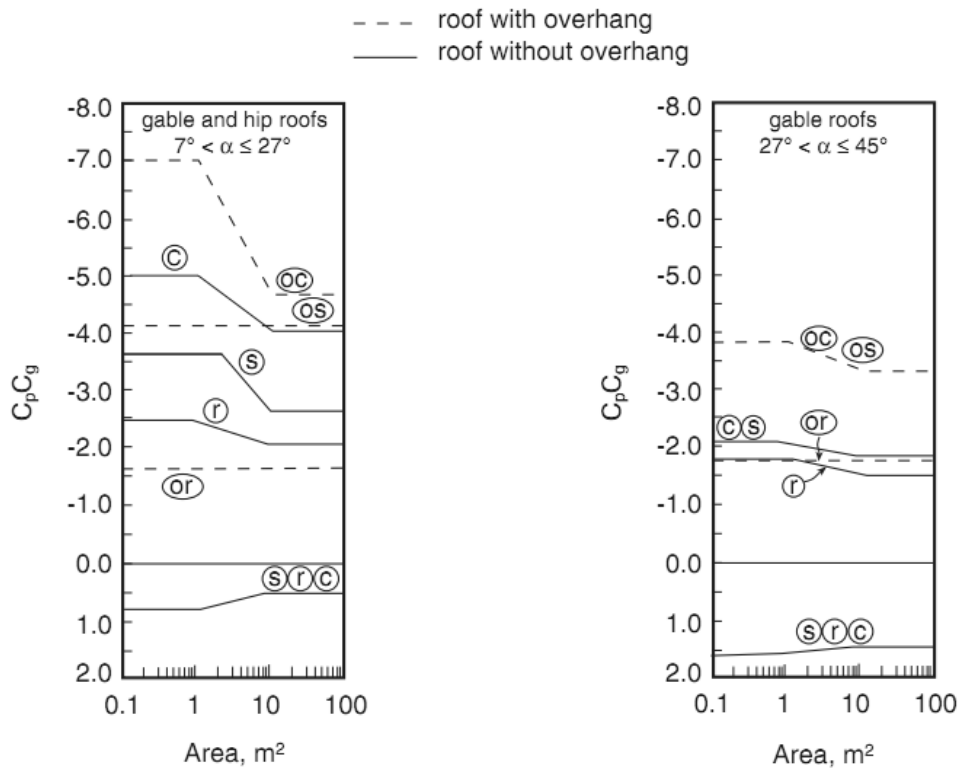 roof with overhang
roof without overhang
gable and hip roofs
7° < α ≤ 27°
CpCg
-8.0
-7.0
-6.0
-5.0
-4.0
-3.0
-2.0
-1.0
0.0
1.0
2.0
c
oc
os
s
r
or
s r c
0.1 1 10 100
Area, m²
gable roofs
27° < α ≤ 45°
CpCg
-8.0
-7.0
-6.0
-5.0
-4.0
-3.0
-2.0
-1.0
0.0
1.0
2.0
oc
os
c s
or
r
s r c
0.1 1 10 100
Area, m²